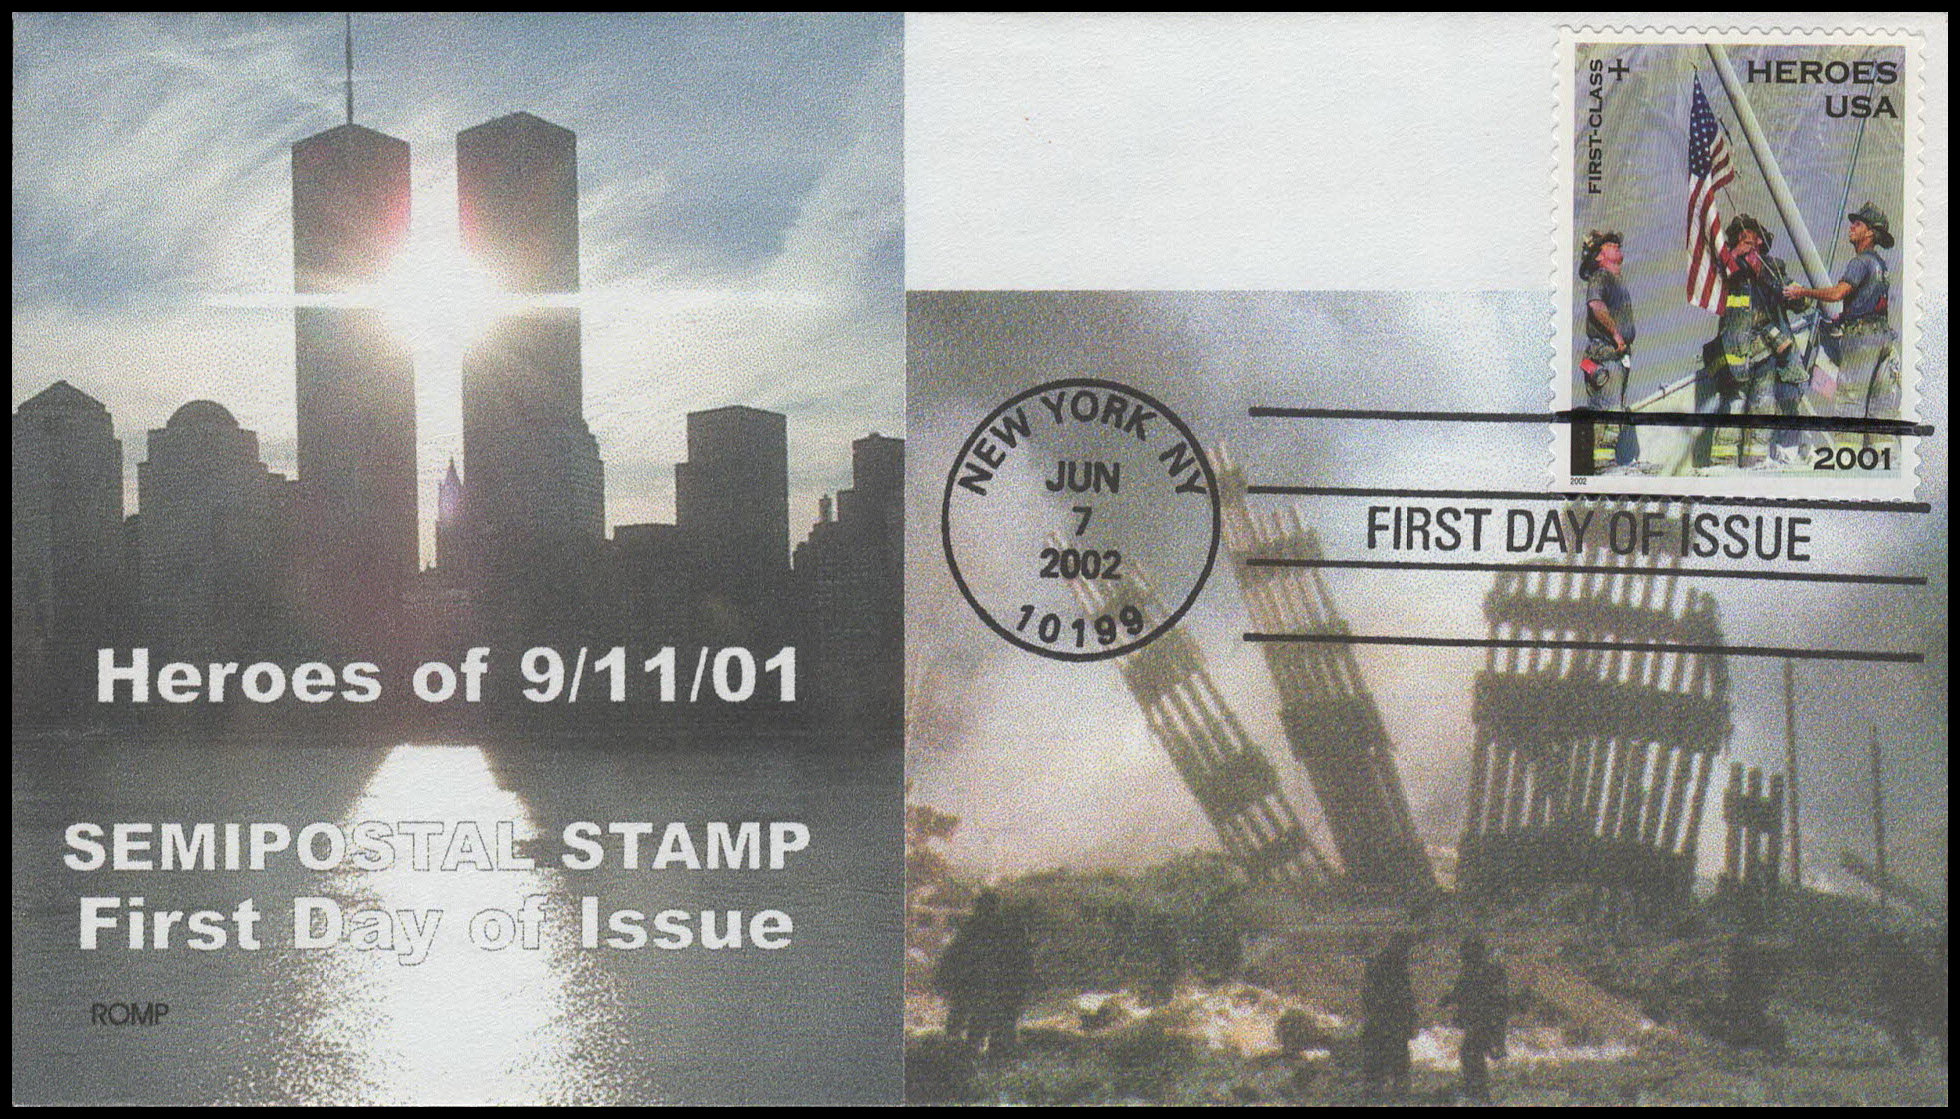 Heroes of 9/11/01
SEMIPOSTAL STAMP
First Day of Issue
ROMP
FIRST-CLASS
+
HEROES
USA
2001
2002
NEW YORK NY
JUN
7
2002
10199
FIRST DAY OF ISSUE